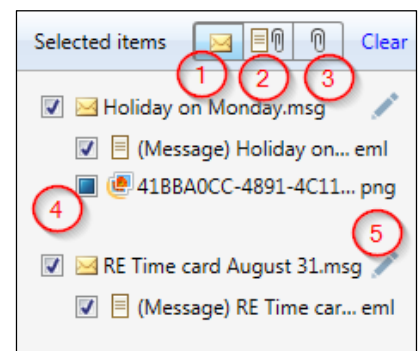 Selected items Clear
1 2 3
Holiday on Monday.msg
(Message) Holiday on... eml
41BBA0CC-4891-4C11... png
4
5
RE Time card August 31.msg
(Message) RE Time car... eml